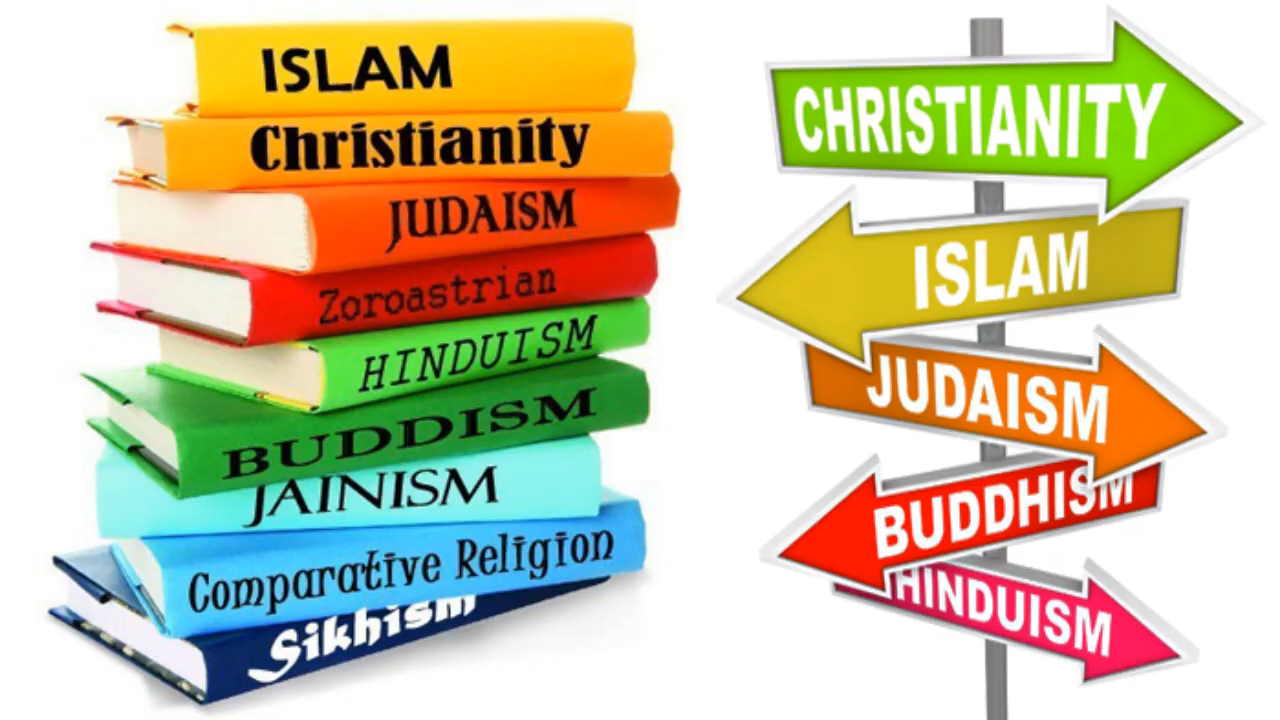 ISLAM
Christianity
JUDAISM
Zoroastrian
HINDUISM
BUDDISM
JAINISM
Comparative Religion
Sikhism
CHRISTIANITY
ISLAM
JUDAISM
BUDDHISM
HINDUISM